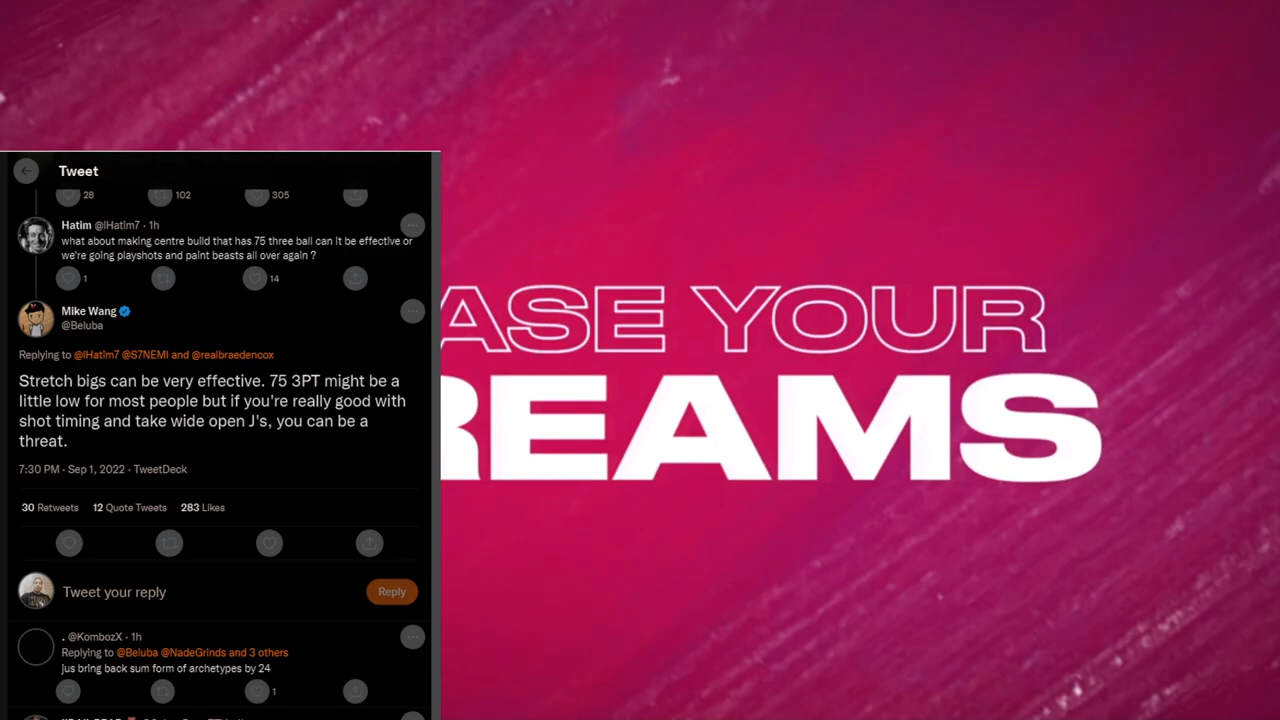 Tweet
28 102 305
Hatim @lHatim7 · 1h
what about making centre build that has 75 three ball can it be effective or
we're going playshots and paint beasts all over again ?
1 14
Mike Wang
@Beluba
Replying to @lHatim7 @S7NEMI and @realbraedencox
Stretch bigs can be very effective. 75 3PT might be a
little low for most people but if you're really good with
shot timing and take wide open J's, you can be a
threat.
7:30 PM · Sep 1, 2022 · TweetDeck
30 Retweets 12 Quote Tweets 283 Likes
Tweet your reply Reply
. @KombozX · 1h
Replying to @Beluba @NadeGrinds and 3 others
jus bring back sum form of archetypes by 24
1
ASE YOUR
REAMS